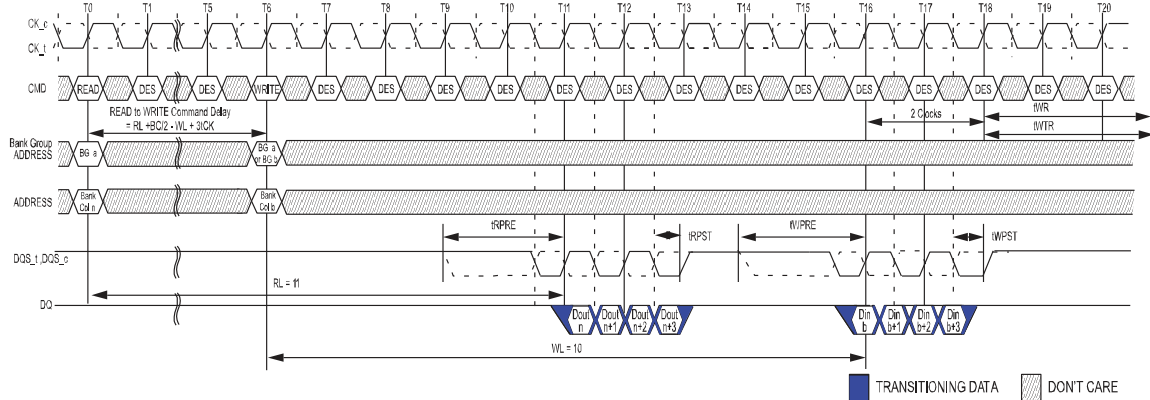 T0 T1 T5 T6 T7 T8 T9 T10 T11 T12 T13 T14 T15 T16 T17 T18 T19 T20
CK_c
CK_t
CMD READ DES DES WRITE DES DES DES DES DES DES DES DES DES DES DES DES DES DES
READ to WRITE Command Delay
= RL +BC/2 - WL + 3tCK
2 Clocks
tWR
tWTR
Bank Group
ADDRESS
BG a
BG a
or BG b
ADDRESS
Bank
Col n
Bank
Col b
tRPRE
tRPST
tWPRE
tWPST
DQS_t,DQS_c
RL = 11
DQ
Dout
n
Dout
n+1
Dout
n+2
Dout
n+3
Din
b
Din
b+1
Din
b+2
Din
b+3
WL = 10
TRANSITIONING DATA
DON'T CARE